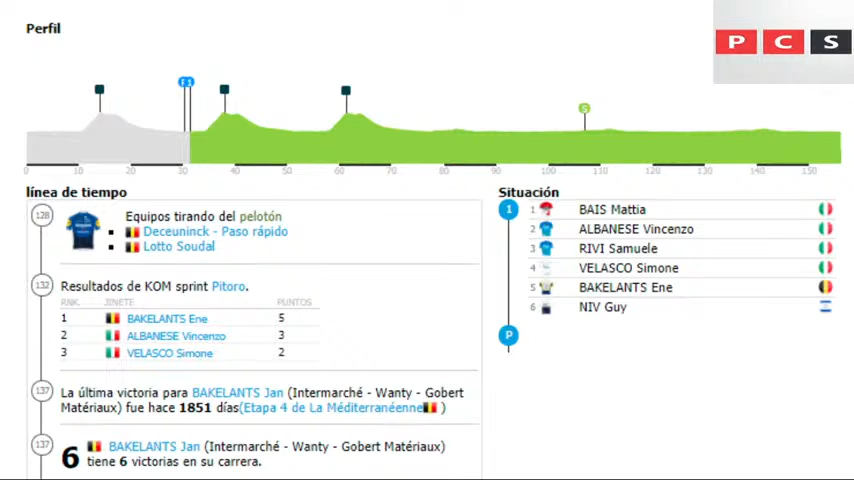 Perfil
P C S
1
S
0 10 20 30 40 50 60 70 80 90 100 110 120 130 140 150
línea de tiempo
128
Equipos tirando del pelotón
Deceuninck - Paso rápido
Lotto Soudal
132
Resultados de KOM sprint Pitoro.
RNK. JINETE PUNTOS
1 BAKELANTS Ene 5
2 ALBANESE Vincenzo 3
3 VELASCO Simone 2
137
La última victoria para BAKELANTS Jan (Intermarché - Wanty - Gobert
Matériaux) fue hace 1851 días(Etapa 4 de La Méditerranéenne )
137
6 BAKELANTS Jan (Intermarché - Wanty - Gobert Matériaux)
tiene 6 victorias en su carrera.
Situación
1
1 BAIS Mattia
2 ALBANESE Vincenzo
3 RIVI Samuele
4 VELASCO Simone
5 BAKELANTS Ene
6 NIV Guy
P